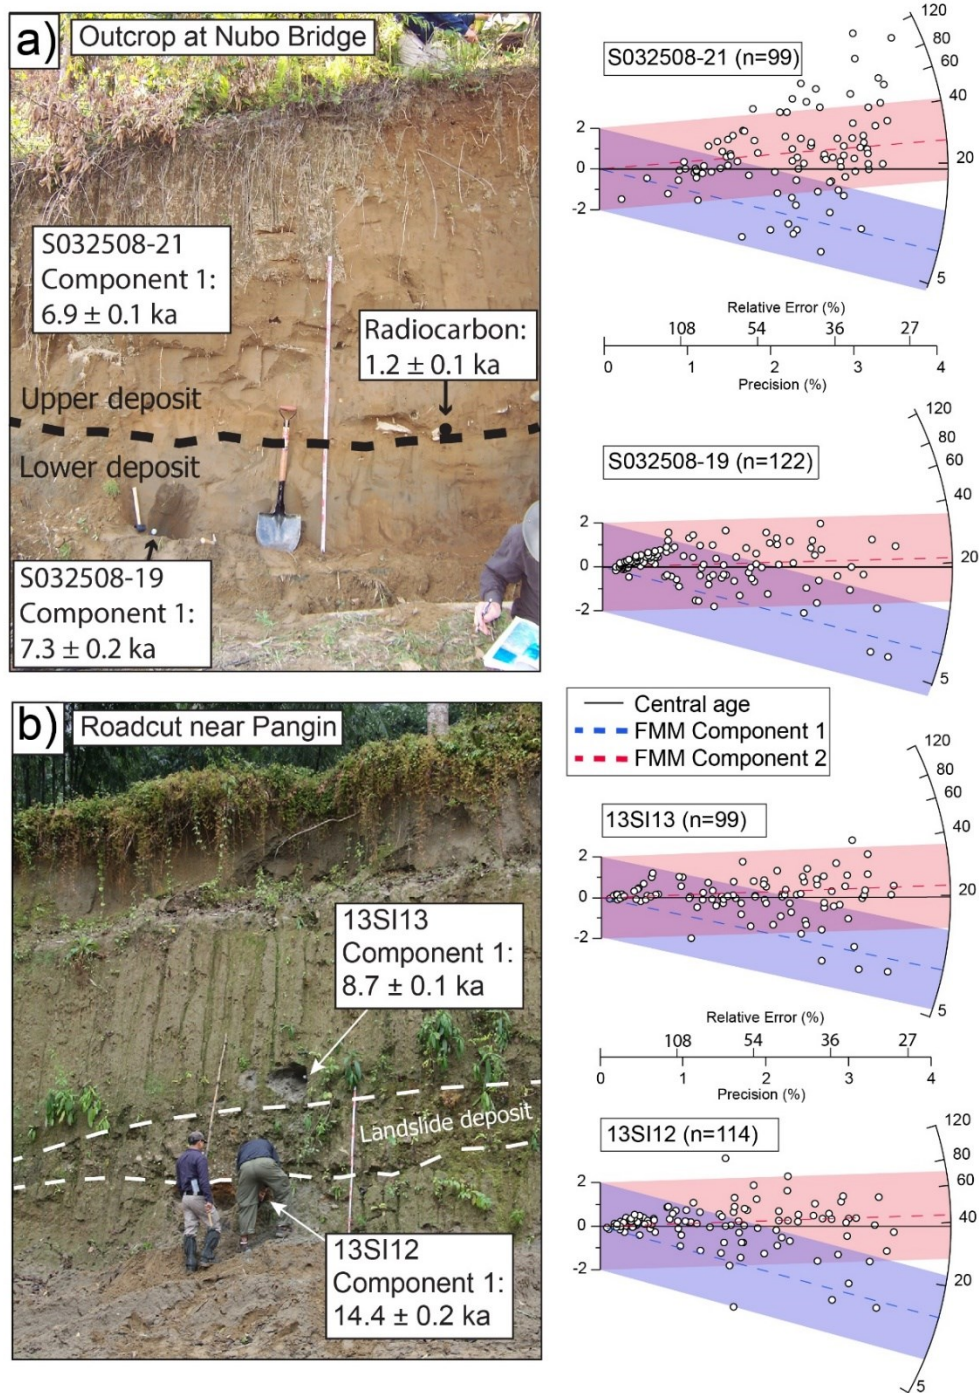 a) Outcrop at Nubo Bridge
S032508-21
Component 1:
6.9 ± 0.1 ka
Radiocarbon:
1.2 ± 0.1 ka
Upper deposit
Lower deposit
S032508-19
Component 1:
7.3 ± 0.2 ka
S032508-21 (n=99)
120
80
60
40
20
5
2
0
-2
Relative Error (%)
108 54 36 27
0 1 2 3 4
Precision (%)
S032508-19 (n=122)
120
80
60
40
20
5
2
0
-2
Central age
FMM Component 1
FMM Component 2
b) Roadcut near Pangin
13SI13
Component 1:
8.7 ± 0.1 ka
Landslide deposit
13SI12
Component 1:
14.4 ± 0.2 ka
13SI13 (n=99)
120
80
60
40
20
5
2
0
-2
Relative Error (%)
108 54 36 27
0 1 2 3 4
Precision (%)
13SI12 (n=114)
120
80
60
40
20
5
2
0
-2